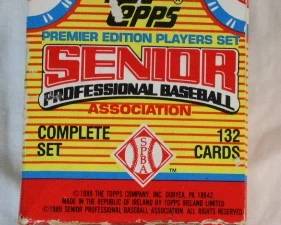 TOPPS
PREMIER EDITION PLAYERS SET
SENIOR
PROFESSIONAL BASEBALL
ASSOCIATION
COMPLETE SET
132 CARDS
SPBA
TM
©1989 THE TOPPS COMPANY, INC. DURYEA, PA 18642
MADE IN THE REPUBLIC OF IRELAND BY TOPPS IRELAND LIMITED
©1989 SENIOR PROFESSIONAL BASEBALL ASSOCIATION. ALL RIGHTS RESERVED